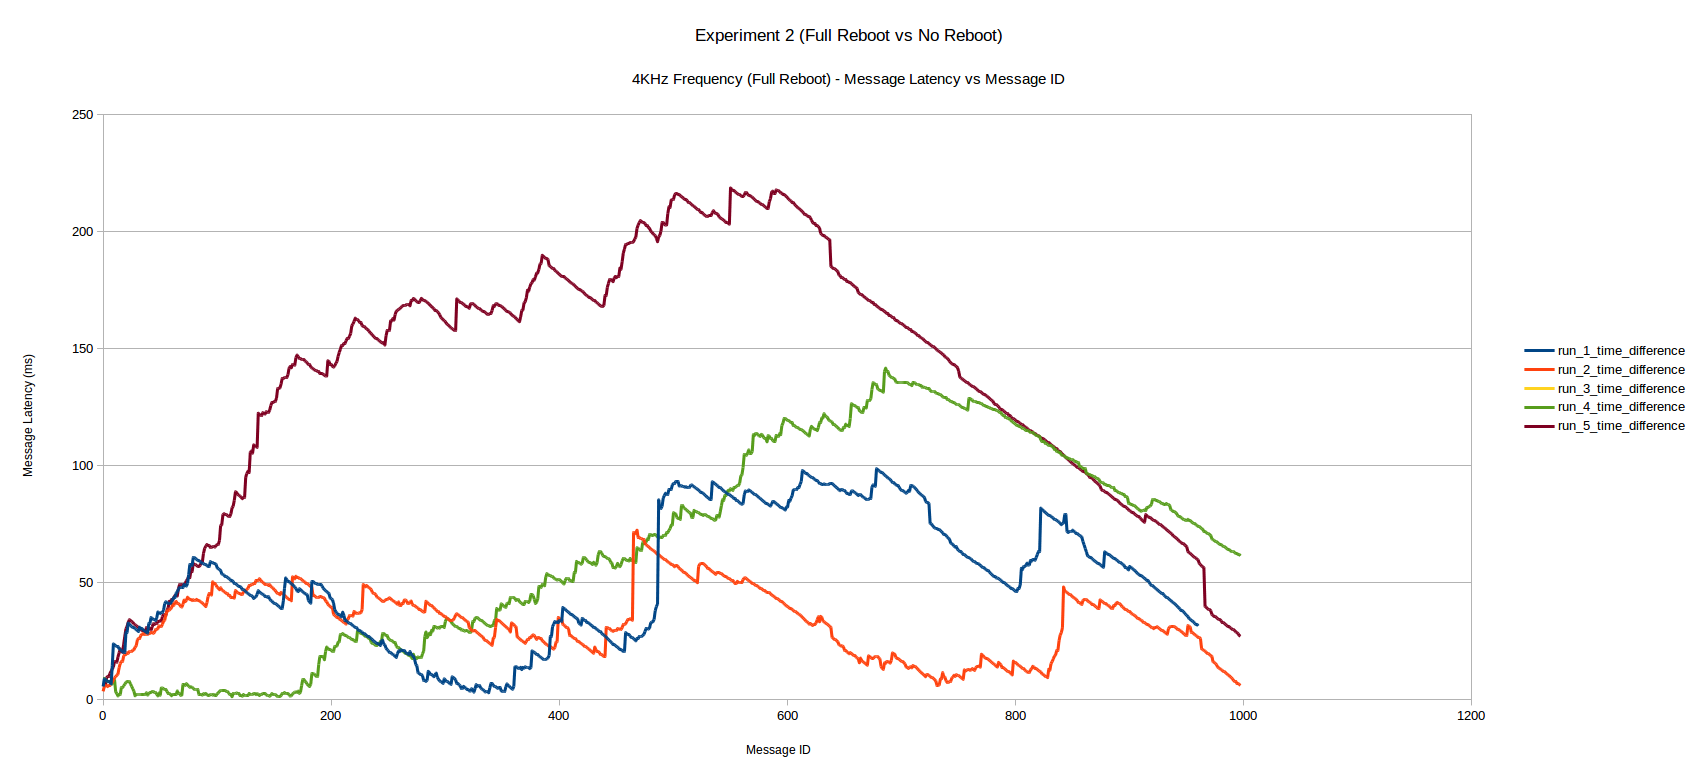 Experiment 2 (Full Reboot vs No Reboot)
4KHz Frequency (Full Reboot) - Message Latency vs Message ID
250
200
150
100
50
0
Message Latency (ms)
0 200 400 600 800 1000 1200
Message ID
run_1_time_difference
run_2_time_difference
run_3_time_difference
run_4_time_difference
run_5_time_difference